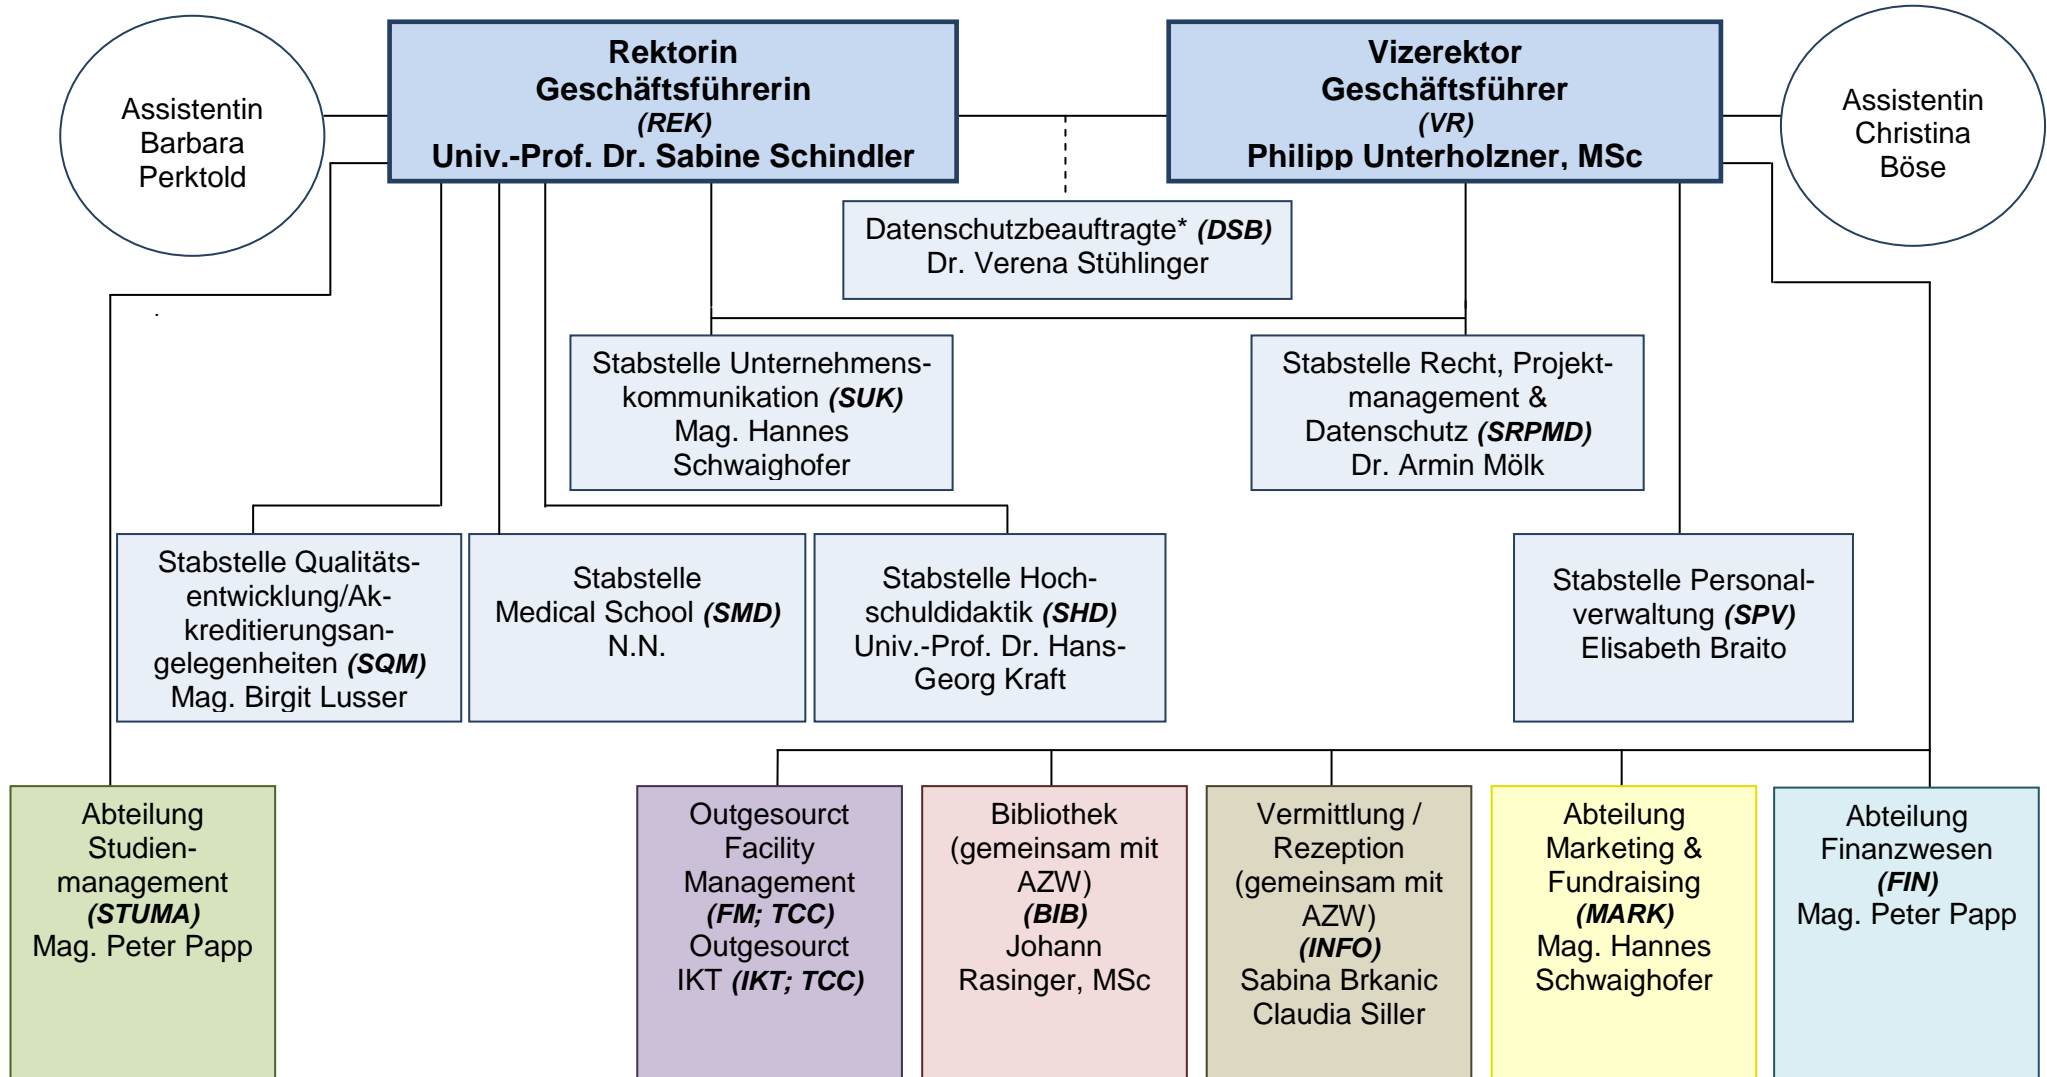 Assistentin
Barbara
Perktold
Rektorin
Geschäftsführerin
(REK)
Univ.-Prof. Dr. Sabine Schindler
Vizerektor
Geschäftsführer
(VR)
Philipp Unterholzner, MSc
Assistentin
Christina
Böse
Datenschutzbeauftragte* (DSB)
Dr. Verena Stühlinger
.
Stabstelle Unternehmens-
kommunikation (SUK)
Mag. Hannes
Schwaighofer
Stabstelle Recht, Projekt-
management &
Datenschutz (SRPMD)
Dr. Armin Mölk
Stabstelle Qualitäts-
entwicklung/Ak-
kreditierungsan-
gelegenheiten (SQM)
Mag. Birgit Lusser
Stabstelle
Medical School (SMD)
N.N.
Stabstelle Hoch-
schuldidaktik (SHD)
Univ.-Prof. Dr. Hans-
Georg Kraft
Stabstelle Personal-
verwaltung (SPV)
Elisabeth Braito
Abteilung
Studien-
management
(STUMA)
Mag. Peter Papp
Outgesourct
Facility
Management
(FM; TCC)
Outgesourct
IKT (IKT; TCC)
Bibliothek
(gemeinsam mit
AZW)
(BIB)
Johann
Rasinger, MSc
Vermittlung /
Rezeption
(gemeinsam mit
AZW)
(INFO)
Sabina Brkanic
Claudia Siller
Abteilung
Marketing &
Fundraising
(MARK)
Mag. Hannes
Schwaighofer
Abteilung
Finanzwesen
(FIN)
Mag. Peter Papp